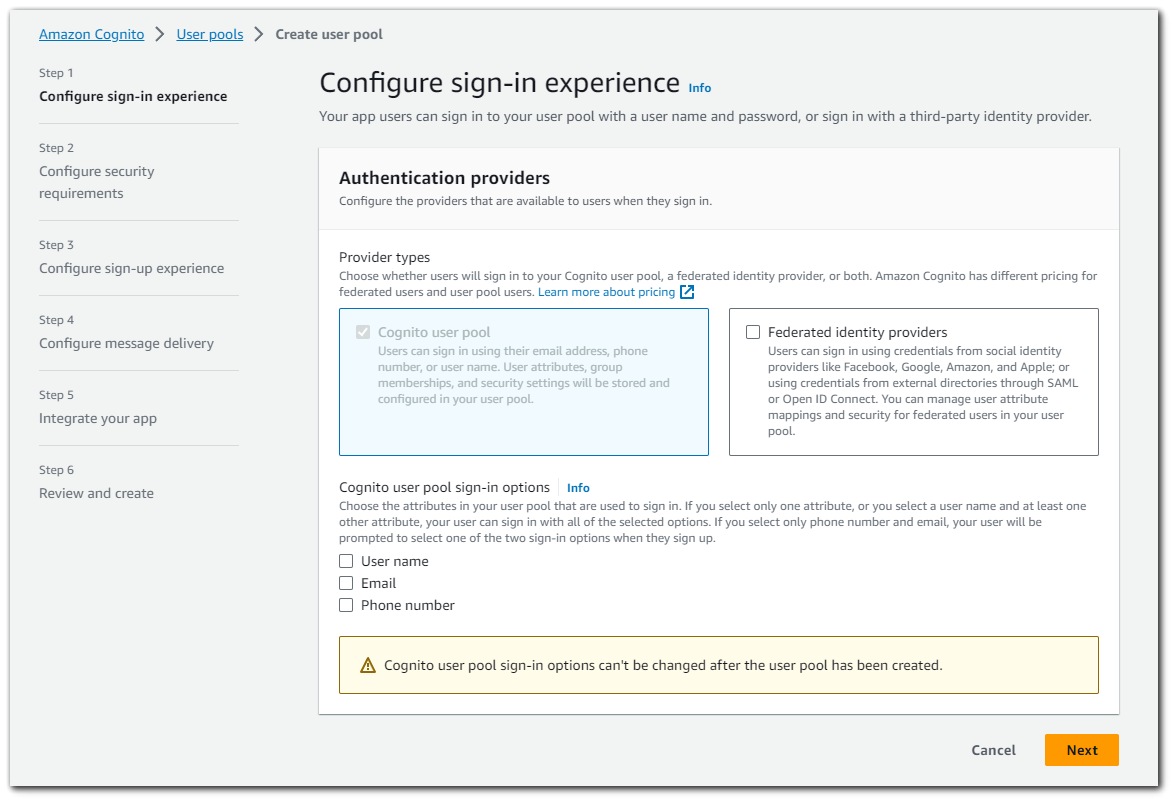 Amazon Cognito > User pools > Create user pool
Step 1
Configure sign-in experience
Step 2
Configure security
requirements
Step 3
Configure sign-up experience
Step 4
Configure message delivery
Step 5
Integrate your app
Step 6
Review and create
Configure sign-in experience Info
Your app users can sign in to your user pool with a user name and password, or sign in with a third-party identity provider.
Authentication providers
Configure the providers that are available to users when they sign in.
Provider types
Choose whether users will sign in to your Cognito user pool, a federated identity provider, or both. Amazon Cognito has different pricing for
federated users and user pool users. Learn more about pricing
Cognito user pool
Users can sign in using their email address, phone
number, or user name. User attributes, group
memberships, and security settings will be stored and
configured in your user pool.
Federated identity providers
Users can sign in using credentials from social identity
providers like Facebook, Google, Amazon, and Apple; or
using credentials from external directories through SAML
or Open ID Connect. You can manage user attribute
mappings and security for federated users in your user
pool.
Cognito user pool sign-in options Info
Choose the attributes in your user pool that are used to sign in. If you select only one attribute, or you select a user name and at least one
other attribute, your user can sign in with all of the selected options. If you select only phone number and email, your user will be
prompted to select one of the two sign-in options when they sign up.
User name
Email
Phone number
Cognito user pool sign-in options can't be changed after the user pool has been created.
Cancel
Next